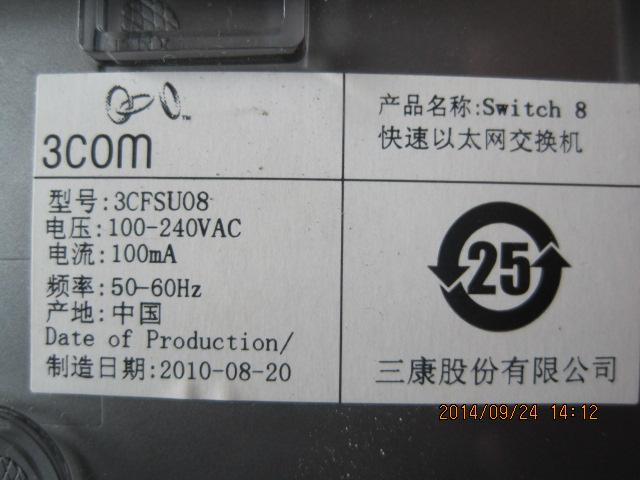 3COM
™
产品名称:Switch 8
快速以太网交换机
型号:3CFSU08
电压:100-240VAC
电流:100mA
频率:50-60Hz
产地:中国
Date of Production/
制造日期:2010-08-20
25
三康股份有限公司
2014/09/24 14:12